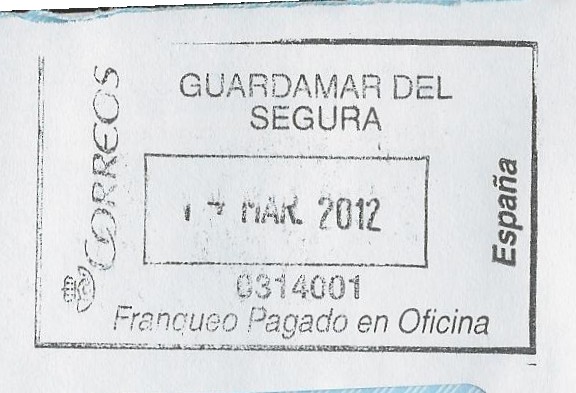 CORREOS
GUARDAMAR DEL
SEGURA
MAR. 2012
0314001
Franqueo Pagado en Oficina
España